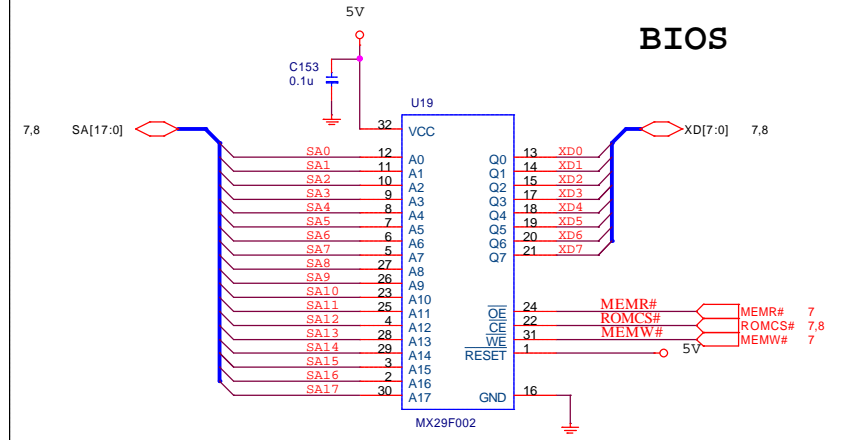 BIOS
5V
C153
0.1u
U19
7,8 SA[17:0]
XD[7:0] 7,8
32 VCC
SA0 12 A0 Q0 13 XD0
SA1 11 A1 Q1 14 XD1
SA2 10 A2 Q2 15 XD2
SA3 9 A3 Q3 17 XD3
SA4 8 A4 Q4 18 XD4
SA5 7 A5 Q5 19 XD5
SA6 6 A6 Q6 20 XD6
SA7 5 A7 Q7 21 XD7
SA8 27 A8
SA9 26 A9
SA10 23 A10
SA11 25 A11 OE 24 MEMR# MEMR# 7
SA12 4 A12 CE 22 ROMCS# ROMCS# 7,8
SA13 28 A13 WE 31 MEMW# MEMW# 7
SA14 29 A14 RESET 1 5V
SA15 3 A15
SA16 2 A16
SA17 30 A17 GND 16
MX29F002